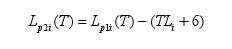 L_{p2i}(T) = L_{p1i}(T) − (TL_i + 6)